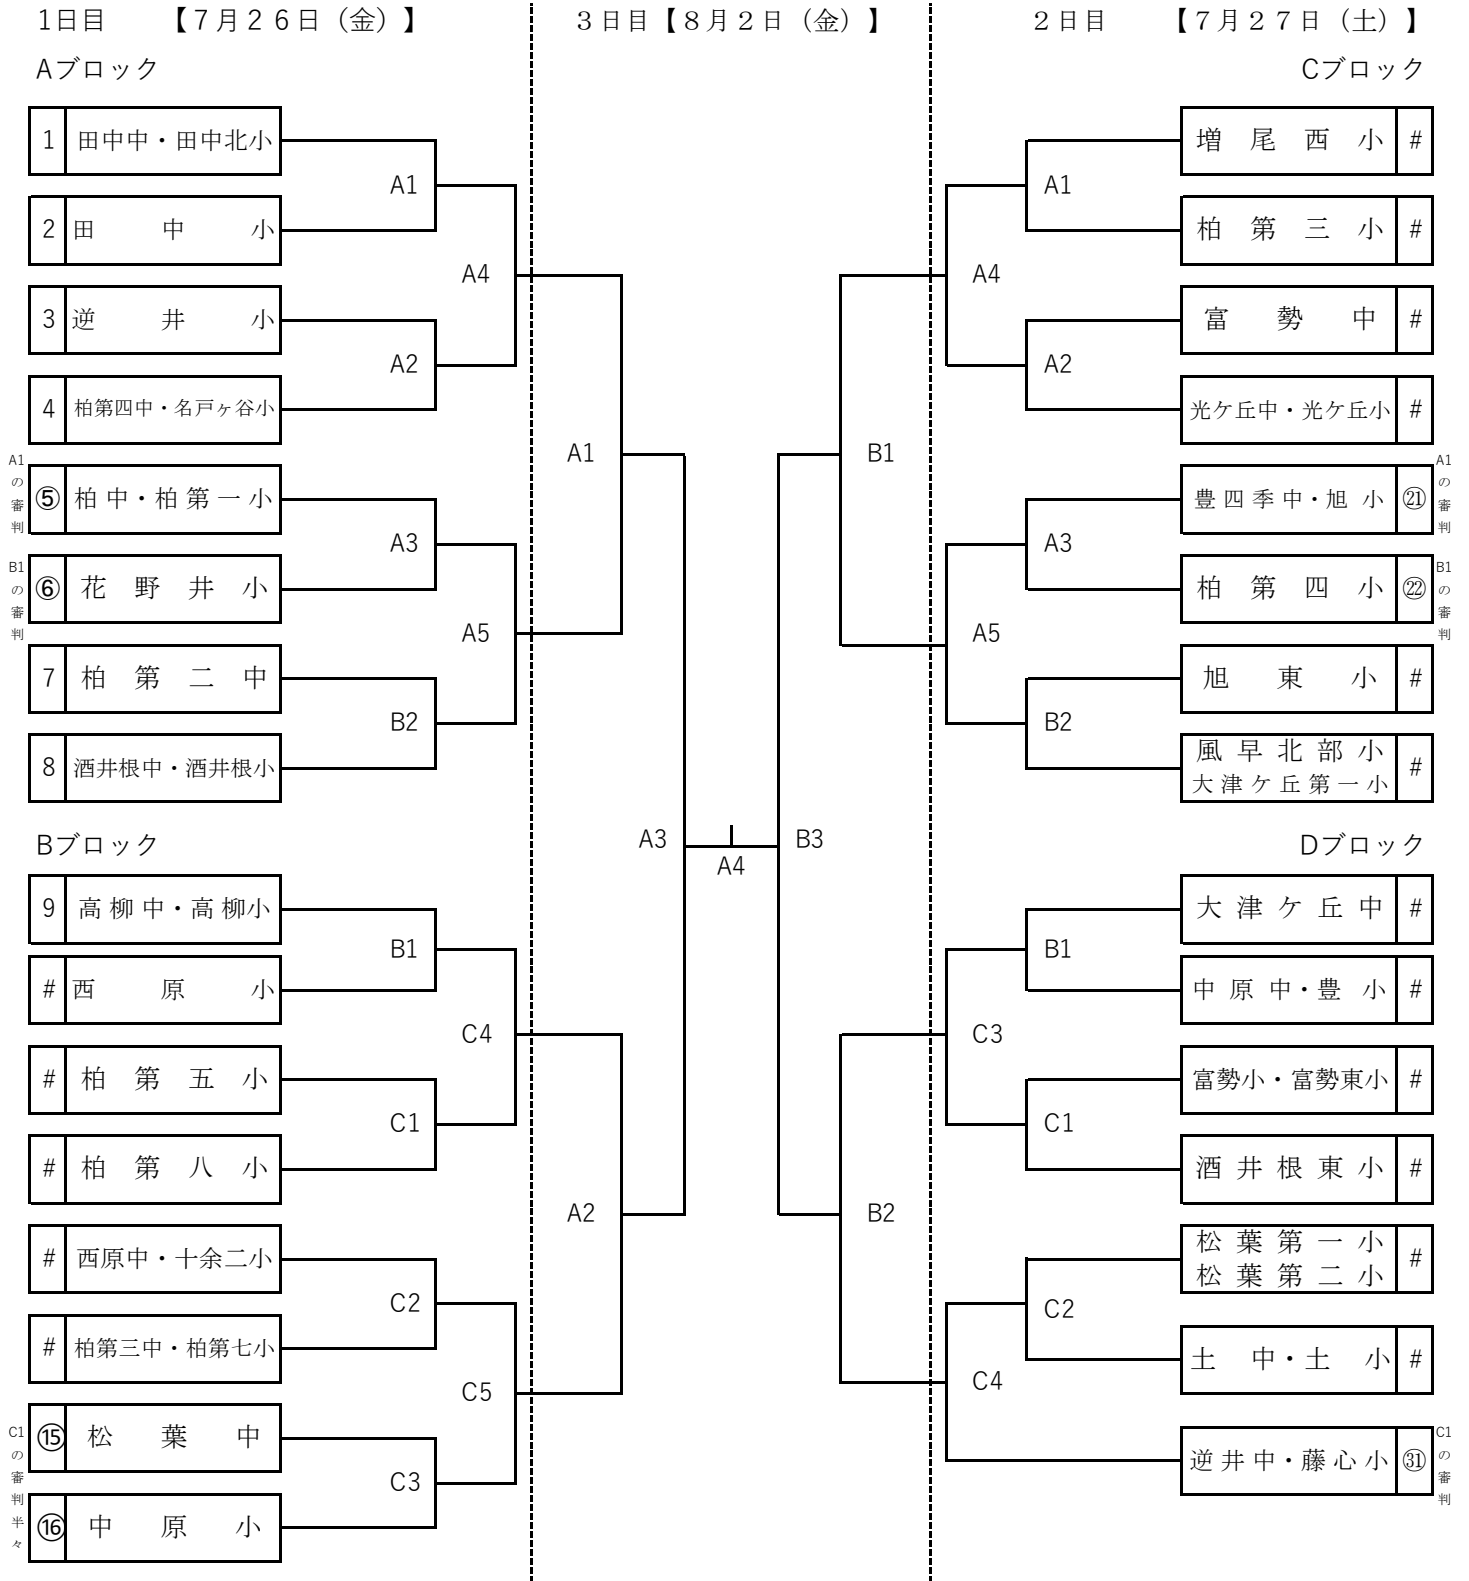 1日目 【７月２６日（金）】 ３日目【８月２日（金）】 ２日目 【７月２７日（土）】
Aブロック
1 田中中・田中北小
A1
2 田中小
A4
3 逆井小
A2
4 柏第四中・名戸ヶ谷小
A1
A1の審判
⑤ 柏中・柏第一小
A3
B1の審判
⑥ 花野井小
A5
7 柏第二中
B2
8 酒井根中・酒井根小
Bブロック
9 高柳中・高柳小
B1
# 西原小
C4
# 柏第五小
C1
# 柏第八小
A2
# 西原中・十余二小
C2
# 柏第三中・柏第七小
C5
C1の審判半々
⑮ 松葉中
C3
⑯ 中原小
A3
A4
B3
Cブロック
増尾西小 #
A1
柏第三小 #
A4
富勢中 #
A2
光ケ丘中・光ケ丘小 #
B1
豊四季中・旭小 ㉑
A1の審判
A3
柏第四小 ㉒
B1の審判
A5
旭東小 #
B2
風早北部小
大津ケ丘第一小 #
Dブロック
大津ケ丘中 #
B1
中原中・豊小 #
C3
富勢小・富勢東小 #
C1
酒井根東小 #
B2
松葉第一小
松葉第二小 #
C2
土中・土小 #
C4
逆井中・藤心小 ㉛
C1の審判